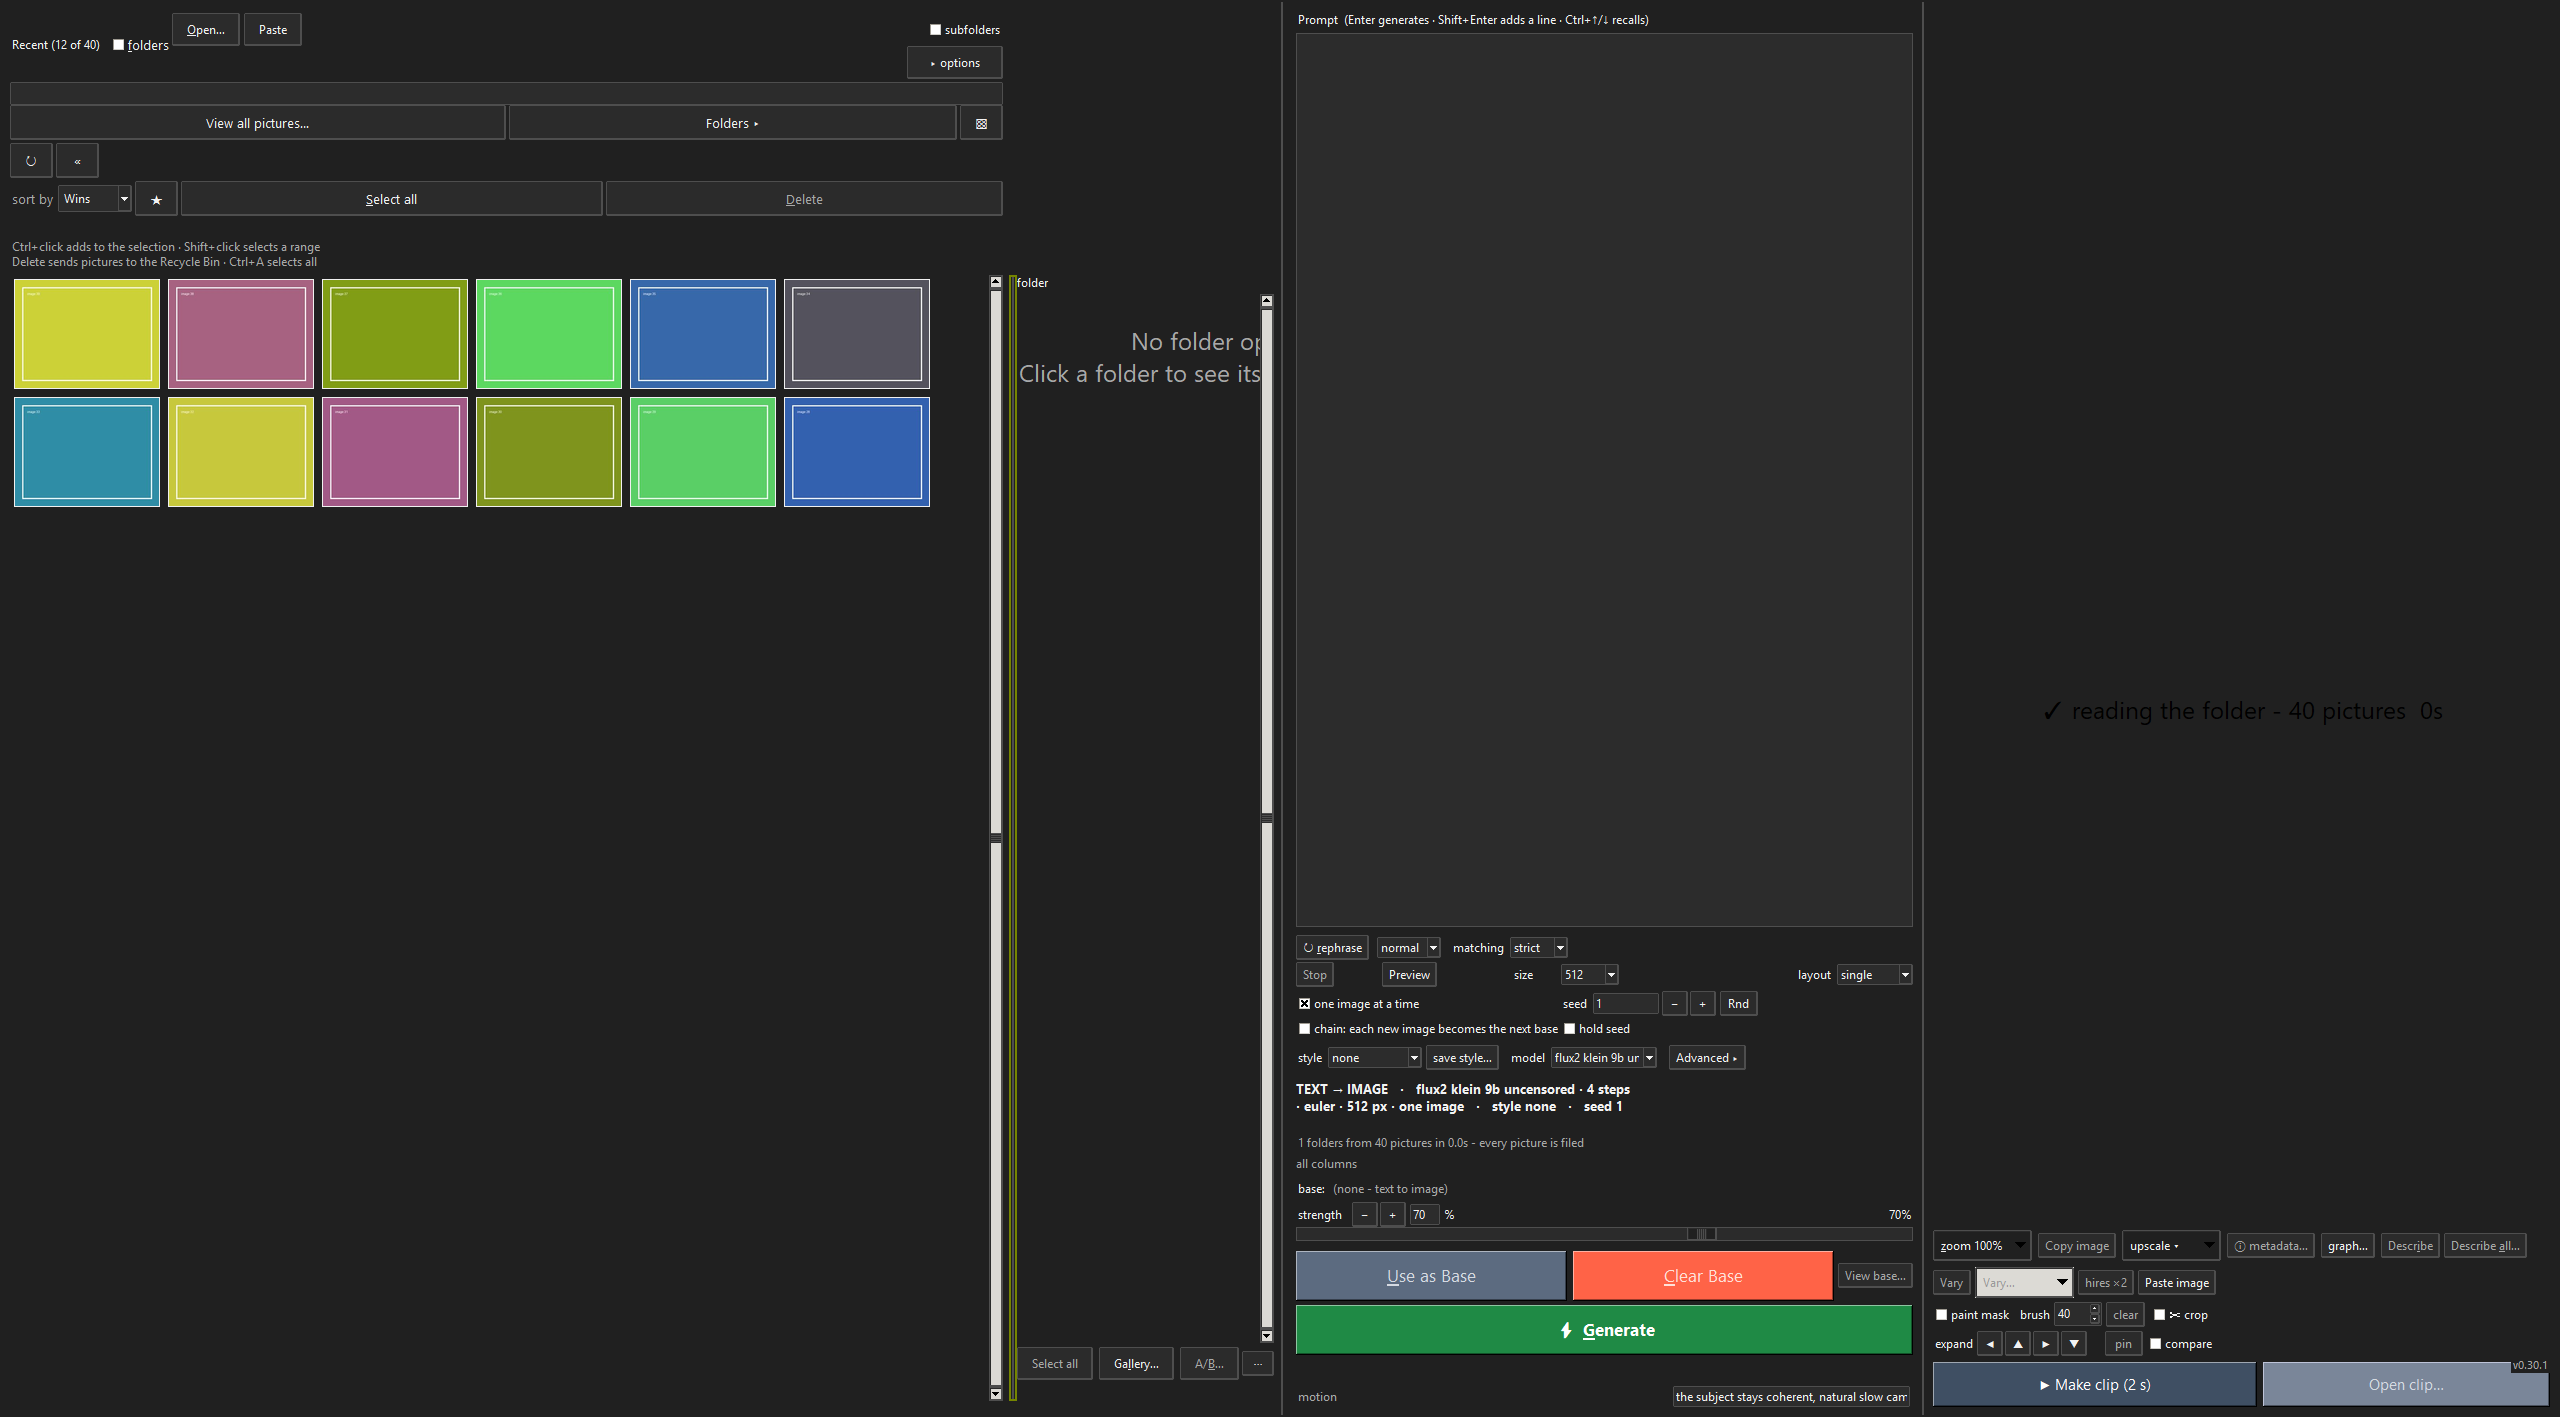 Recent (12 of 40) folders Open... Paste
subfolders
▸ options
View all pictures... Folders ▸
«
sort by Wins ★ Select all Delete
Ctrl+click adds to the selection · Shift+click selects a range
Delete sends pictures to the Recycle Bin · Ctrl+A selects all
folder
No folder op
Click a folder to see its
Select all Gallery... A/B... ...
Prompt (Enter generates · Shift+Enter adds a line · Ctrl+↑/↓ recalls)
↻ rephrase normal matching strict
Stop Preview size 512 layout single
one image at a time seed 1 − + Rnd
chain: each new image becomes the next base hold seed
style none save style... model flux2 klein 9b ur Advanced ▸
TEXT → IMAGE · flux2 klein 9b uncensored · 4 steps
· euler · 512 px · one image · style none · seed 1
1 folders from 40 pictures in 0.0s - every picture is filed
all columns
base: (none - text to image)
strength − + 70 % 70%
Use as Base Clear Base View base...
Generate
motion the subject stays coherent, natural slow cam
✓ reading the folder - 40 pictures 0s
zoom 100% Copy image upscale ▾ ⓘ metadata... graph... Describe Describe all...
Vary Vary... hires ×2 Paste image
paint mask brush 40 clear ✂ crop
expand ◄ ▲ ► ▼ pin compare
v0.30.1
► Make clip (2 s) Open clip...